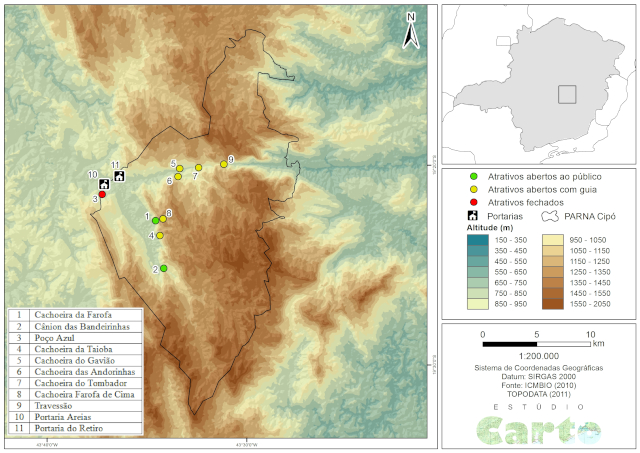 N
10
11
3
5
6
7
9
1
8
4
2
1 Cachoeira da Farofa
2 Cânion das Bandeirinhas
3 Poço Azul
4 Cachoeira da Taioba
5 Cachoeira do Gavião
6 Cachoeira das Andorinhas
7 Cachoeira do Tombador
8 Cachoeira Farofa de Cima
9 Travessão
10 Portaria Areias
11 Portaria do Retiro
Atrativos abertos ao público
Atrativos abertos com guia
Atrativos fechados
Portarias PARNA Cipó
Altitude (m)
150 - 350 950 - 1050
350 - 450 1050 - 1150
450 - 550 1150 - 1250
550 - 650 1250 - 1350
650 - 750 1350 - 1450
750 - 850 1450 - 1550
850 - 950 1550 - 2050
0 5 10
km
1:200.000
Sistema de Coordenadas Geográficas
Datum: SIRGAS 2000
Fonte: ICMBIO (2010)
TOPODATA (2011)
ESTÚDIO
Carto